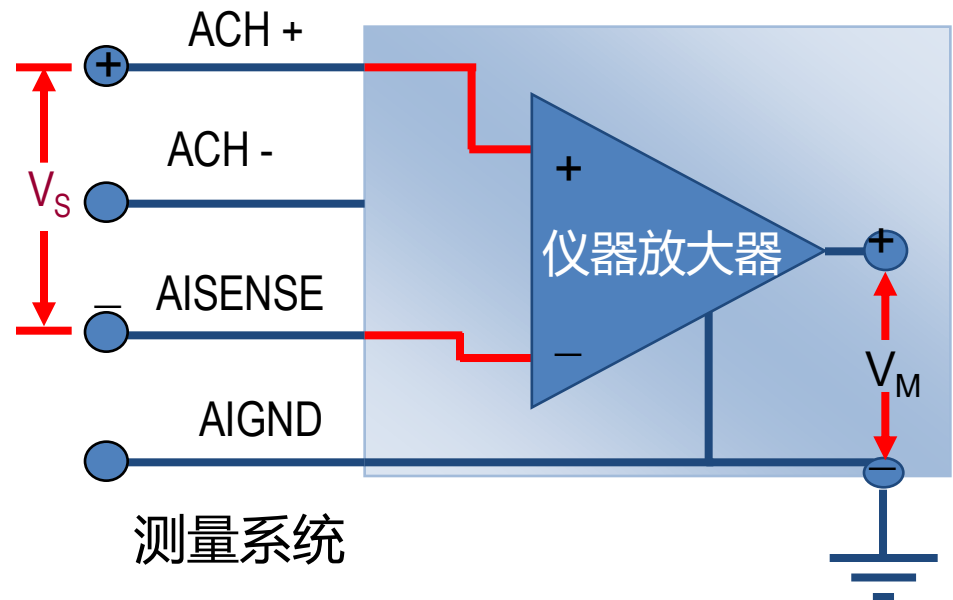 ACH +
+
ACH -
VS
+
仪器放大器
+
–
AISENSE
–
VM
AIGND
–
测量系统